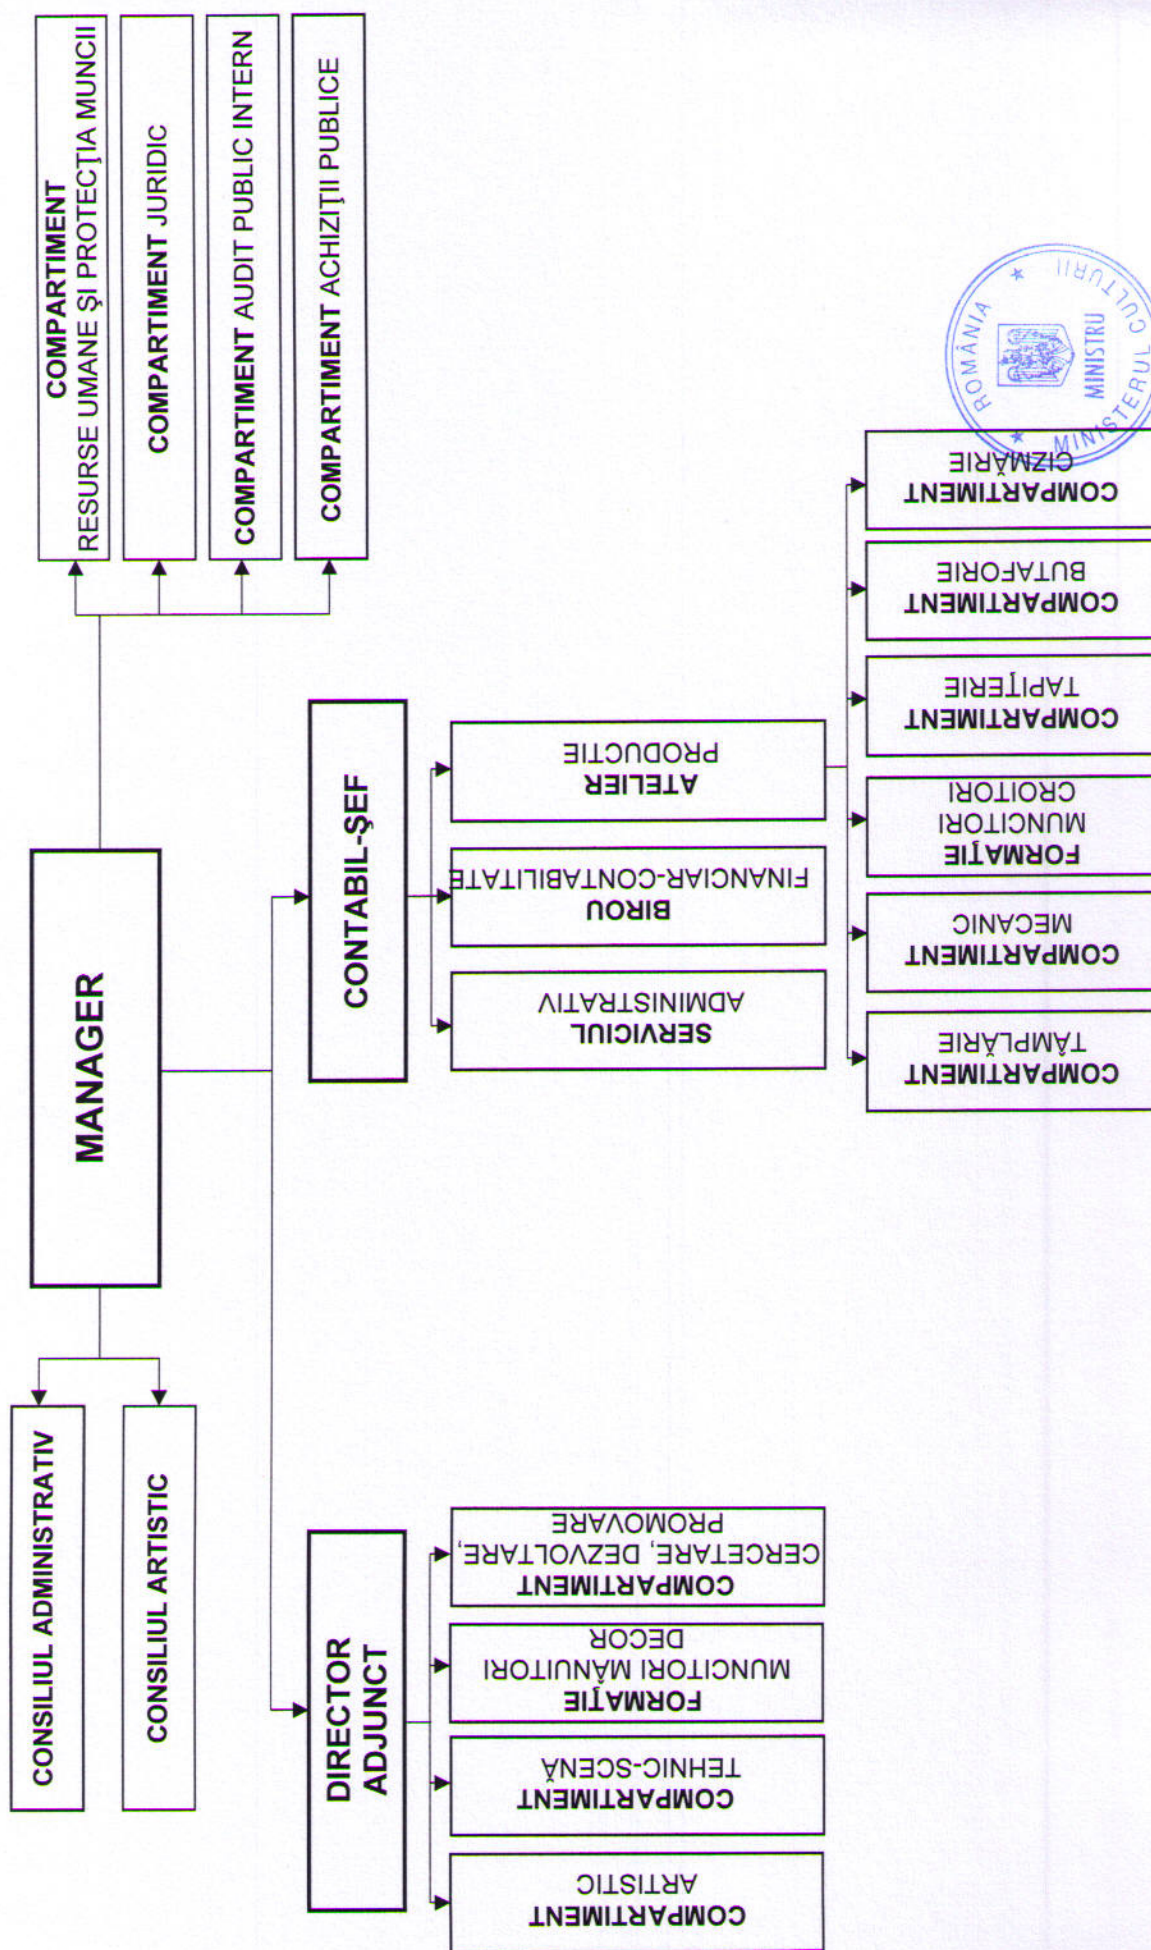 MANAGER
CONSILIUL ADMINISTRATIV
CONSILIUL ARTISTIC
COMPARTIMENT
RESURSE UMANE ŞI PROTECŢIA MUNCII
COMPARTIMENT JURIDIC
COMPARTIMENT AUDIT PUBLIC INTERN
COMPARTIMENT ACHIZIŢII PUBLICE
DIRECTOR
ADJUNCT
CONTABIL-ŞEF
COMPARTIMENT
ARTISTIC
COMPARTIMENT
TEHNIC-SCENĂ
FORMAŢIE
MUNCITORI MÂNUITORI
DECOR
COMPARTIMENT
CERCETARE, DEZVOLTARE,
PROMOVARE
SERVICIUL
ADMINISTRATIV
BIROU
FINANCIAR-CONTABILITATE
ATELIER
PRODUCTIE
COMPARTIMENT
TÂMPLĂRIE
COMPARTIMENT
MECANIC
FORMAŢIE
MUNCITORI
CROITORI
COMPARTIMENT
TAPIŢERIE
COMPARTIMENT
BUTAFORIE
COMPARTIMENT
CIZMĂRIE
ROMÂNIA
MINISTERUL CULTURII
MINISTRU